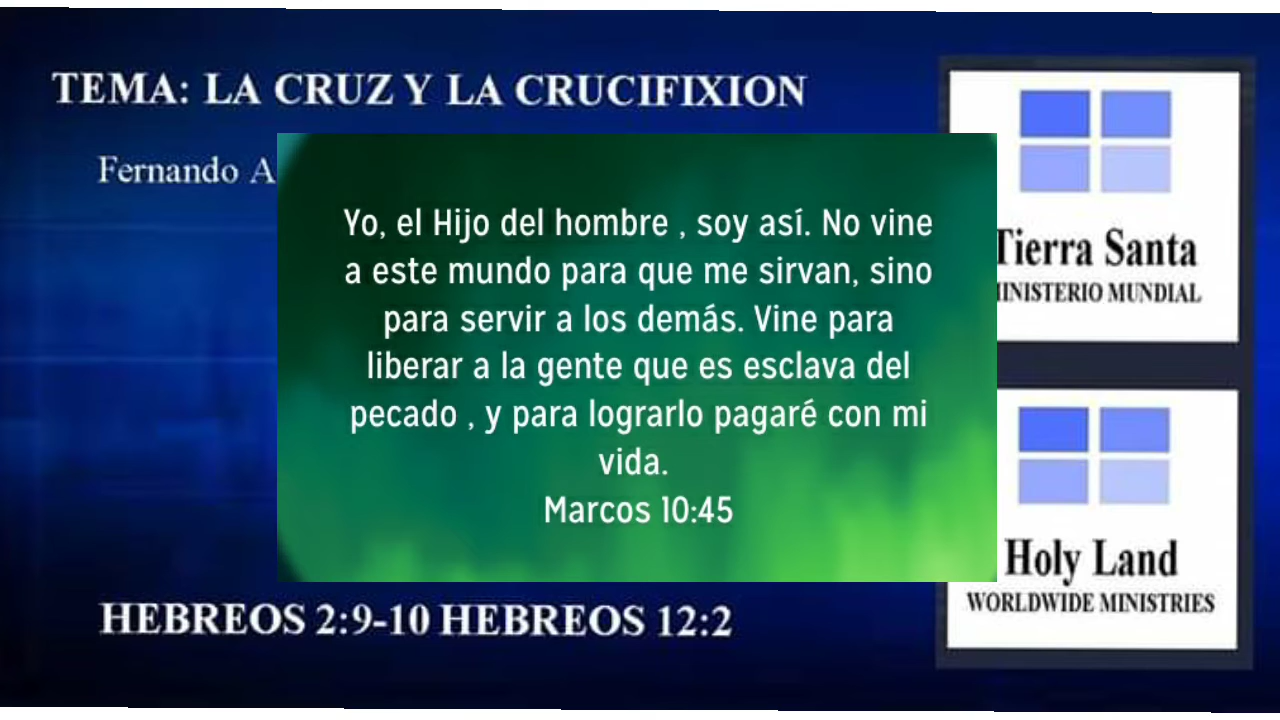 TEMA: LA CRUZ Y LA CRUCIFIXION
Fernando A
Yo, el Hijo del hombre , soy así. No vine
a este mundo para que me sirvan, sino
para servir a los demás. Vine para
liberar a la gente que es esclava del
pecado , y para lograrlo pagaré con mi
vida.
Marcos 10:45
HEBREOS 2:9-10 HEBREOS 12:2
Tierra Santa
MINISTERIO MUNDIAL
Holy Land
WORLDWIDE MINISTRIES